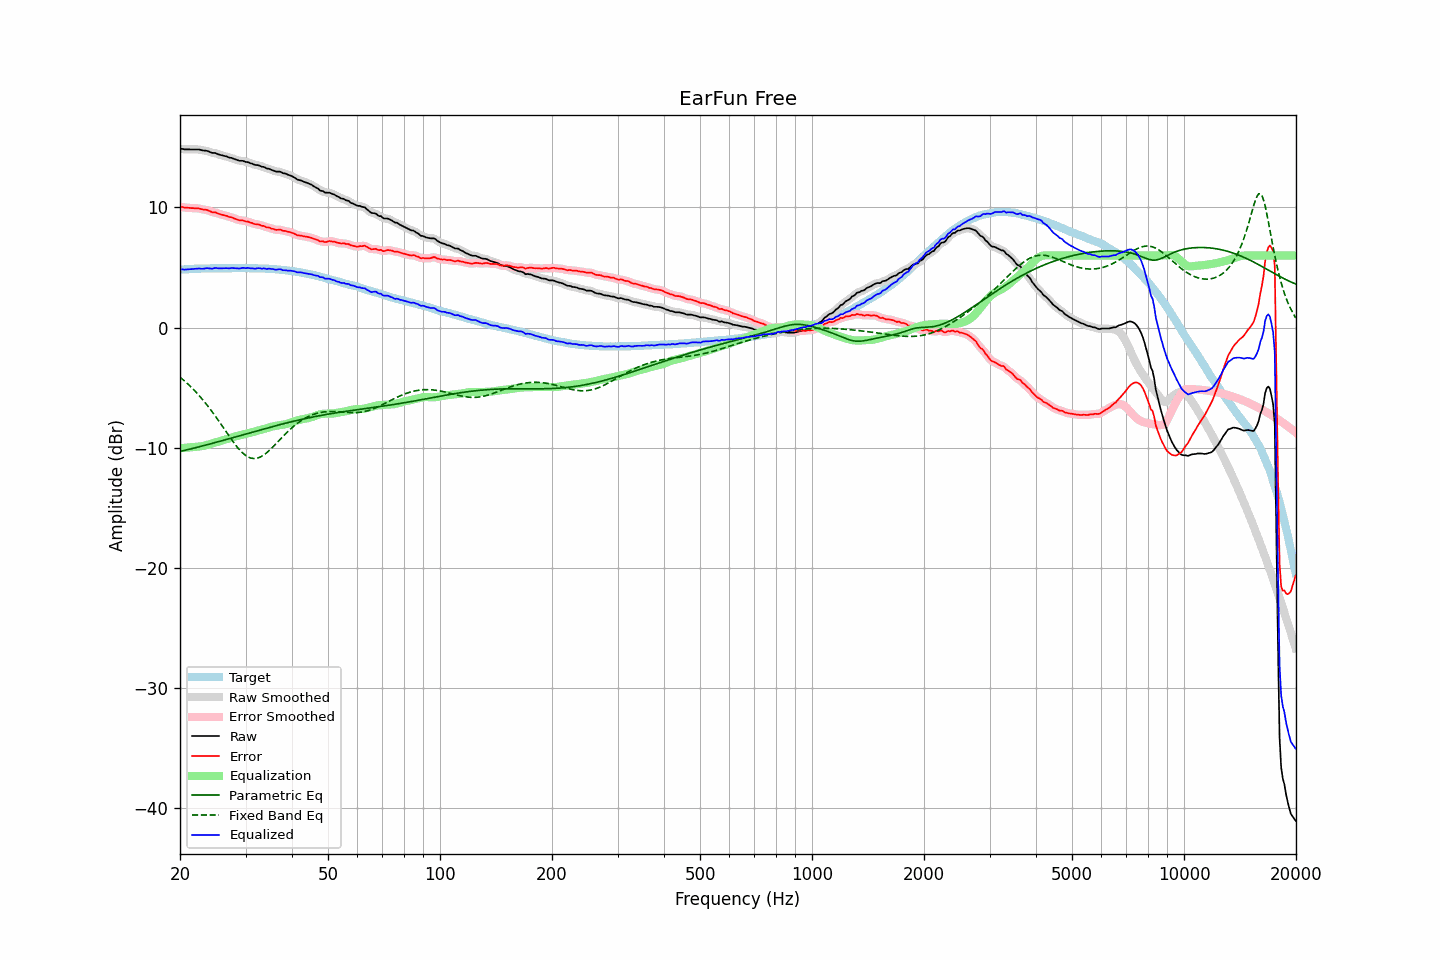 EarFun Free
Amplitude (dBr)
10
0
−10
−20
−30
−40
Target
Raw Smoothed
Error Smoothed
Raw
Error
Equalization
Parametric Eq
Fixed Band Eq
Equalized
20 50 100 200 500 1000 2000 5000 10000 20000
Frequency (Hz)